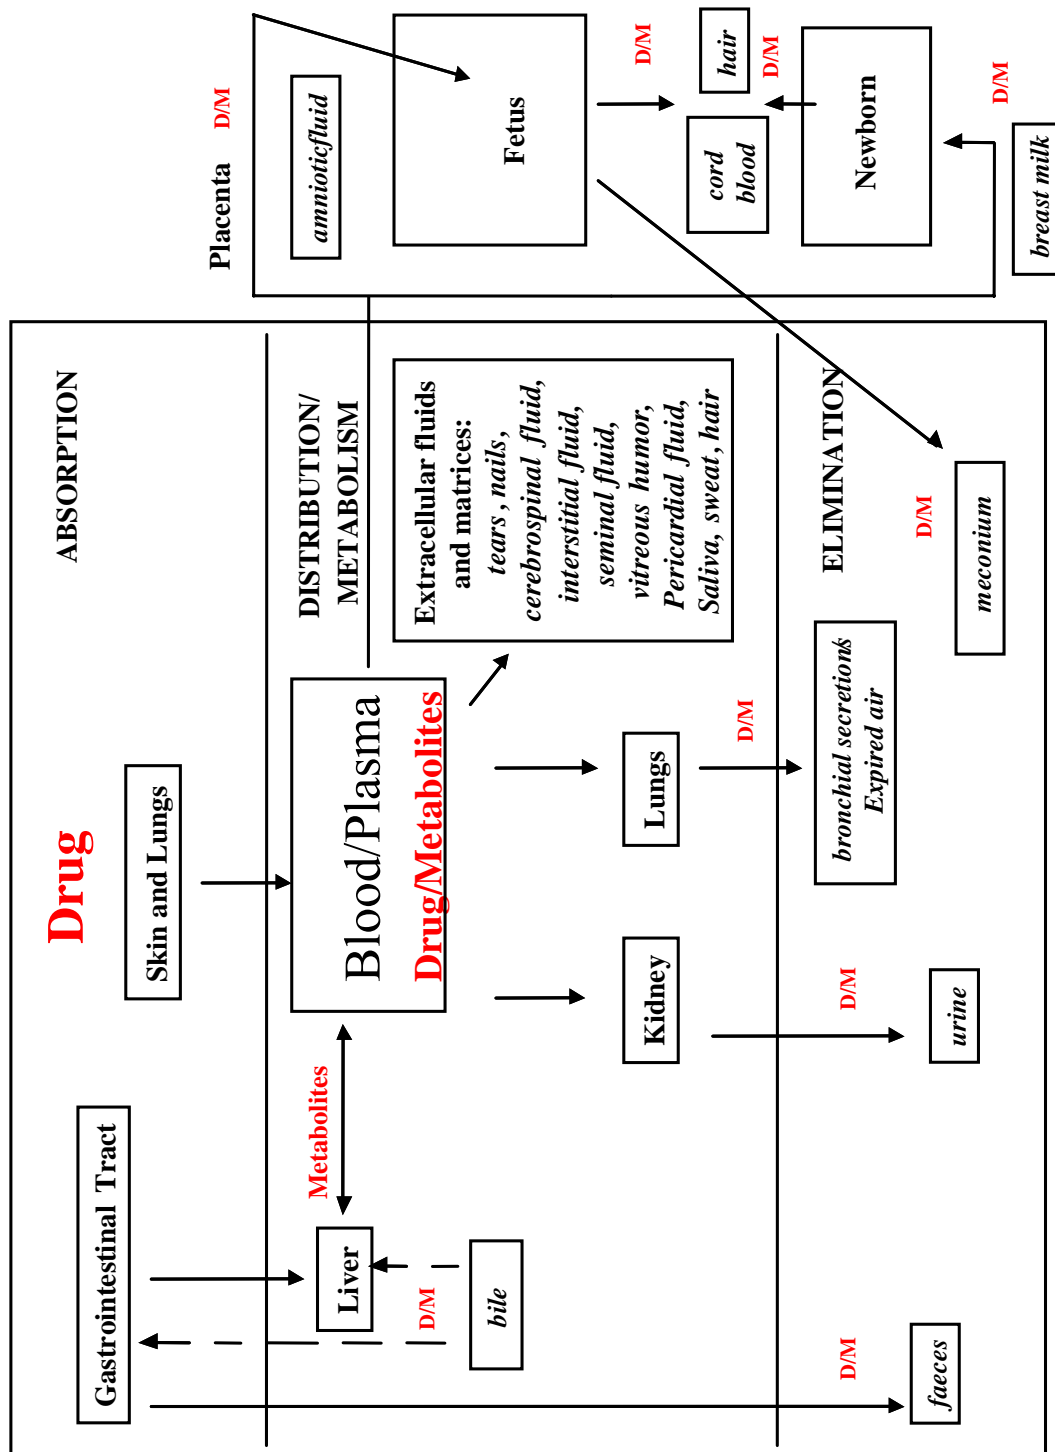 Drug
ABSORPTION
Gastrointestinal Tract
Skin and Lungs
Placenta
D/M
DISTRIBUTION/
METABOLISM
Liver
Metabolites
Blood/Plasma
Drug/Metabolites
D/M
bile
Extracellular fluids
and matrices:
tears , nails ,
cerebrospinal fluid,
interstitial fluid,
seminal fluid,
vitreous humor,
Pericardial fluid,
Saliva, sweat , hair
amnioticfluid
Fetus
Kidney
Lungs
D/M
D/M
cord
blood
hair
D/M
ELIMINATION
D/M
D/M
bronchial secretions/
Expired air
Newborn
D/M
faeces
urine
D/M
meconium
D/M
breast milk